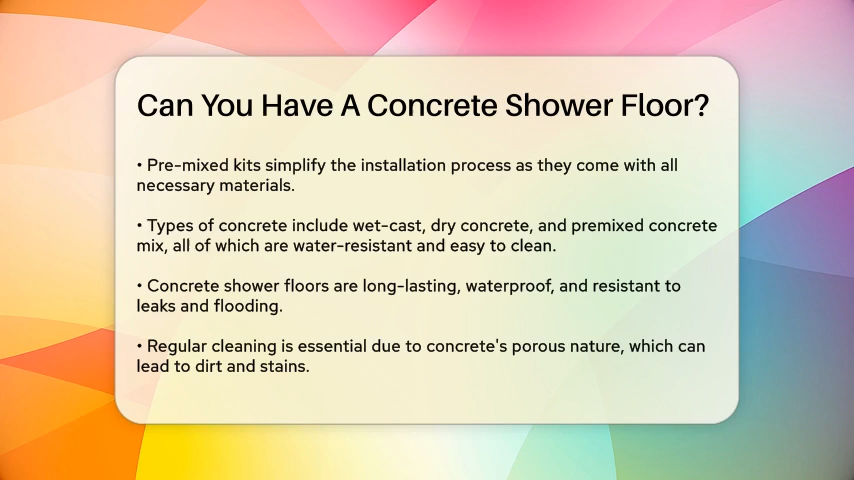 Can You Have A Concrete Shower Floor?
• Pre-mixed kits simplify the installation process as they come with all
necessary materials.
• Types of concrete include wet-cast, dry concrete, and premixed concrete
mix, all of which are water-resistant and easy to clean.
• Concrete shower floors are long-lasting, waterproof, and resistant to
leaks and flooding.
• Regular cleaning is essential due to concrete's porous nature, which can
lead to dirt and stains.